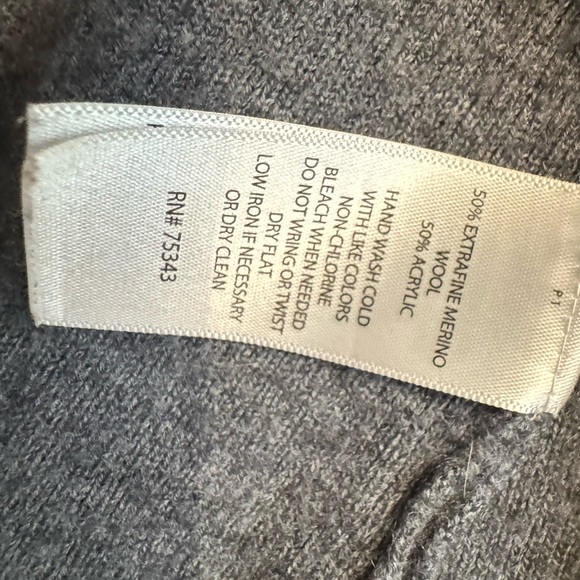 P1
50% EXTRAFINE MERINO
WOOL
50% ACRYLIC
HAND WASH COLD
WITH LIKE COLORS
NON-CHLORINE
BLEACH WHEN NEEDED
DO NOT WRING OR TWIST
DRY FLAT
LOW IRON IF NECESSARY
OR DRY CLEAN
RN# 75343